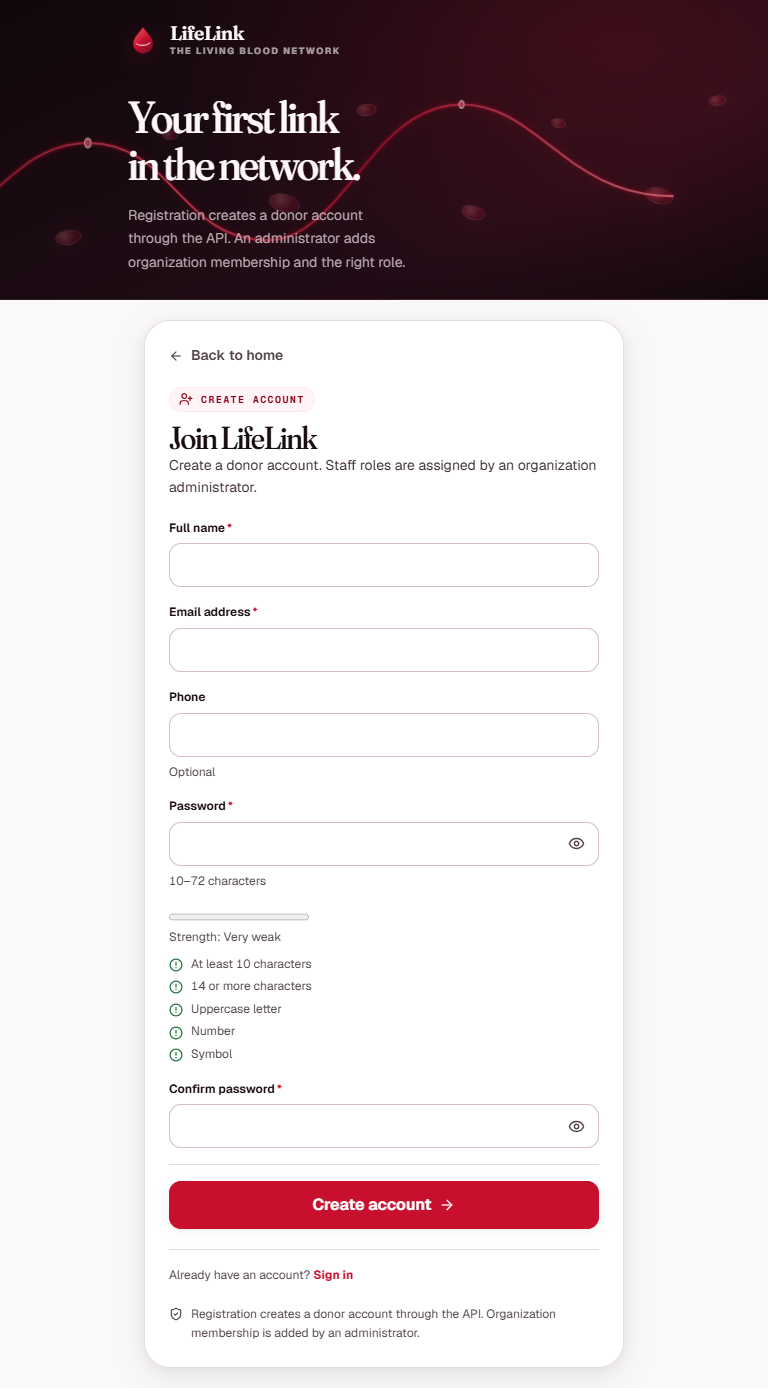 LifeLink
THE LIVING BLOOD NETWORK
Your first link
in the network.
Registration creates a donor account
through the API. An administrator adds
organization membership and the right role.
Back to home
CREATE ACCOUNT
Join LifeLink
Create a donor account. Staff roles are assigned by an organization
administrator.
Full name *
Email address *
Phone
Optional
Password *
10–72 characters
Strength: Very weak
At least 10 characters
14 or more characters
Uppercase letter
Number
Symbol
Confirm password *
Create account →
Already have an account? Sign in
Registration creates a donor account through the API. Organization
membership is added by an administrator.